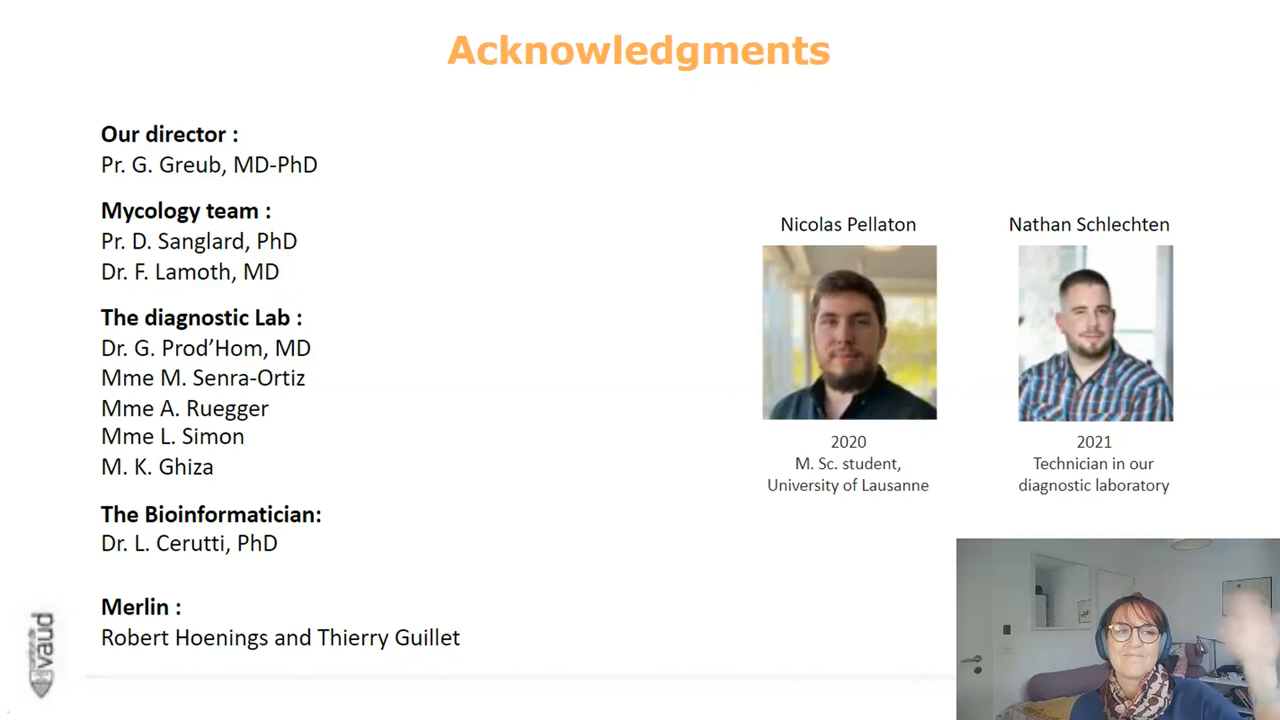 Acknowledgments
Our director :
Pr. G. Greub, MD-PhD
Mycology team :
Pr. D. Sanglard, PhD
Dr. F. Lamoth, MD
The diagnostic Lab :
Dr. G. Prod’Hom, MD
Mme M. Senra-Ortiz
Mme A. Ruegger
Mme L. Simon
M. K. Ghiza
The Bioinformatician:
Dr. L. Cerutti, PhD
Merlin :
Robert Hoenings and Thierry Guillet
Nicolas Pellaton
2020
M. Sc. student,
University of Lausanne
Nathan Schlechten
2021
Technician in our
diagnostic laboratory
vaud